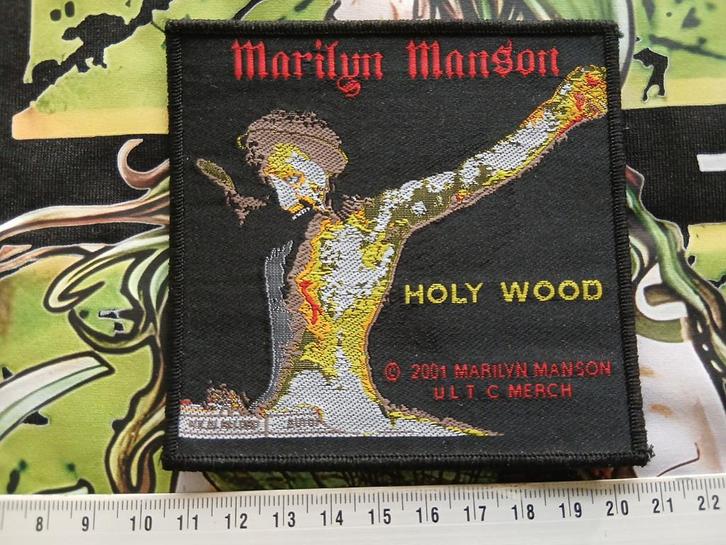 Marilyn Manson
HOLY WOOD
© 2001 MARILYN MANSON
U L T C MERCH
8 9 10 11 12 13 14 15 16 17 18 19 20 21 22